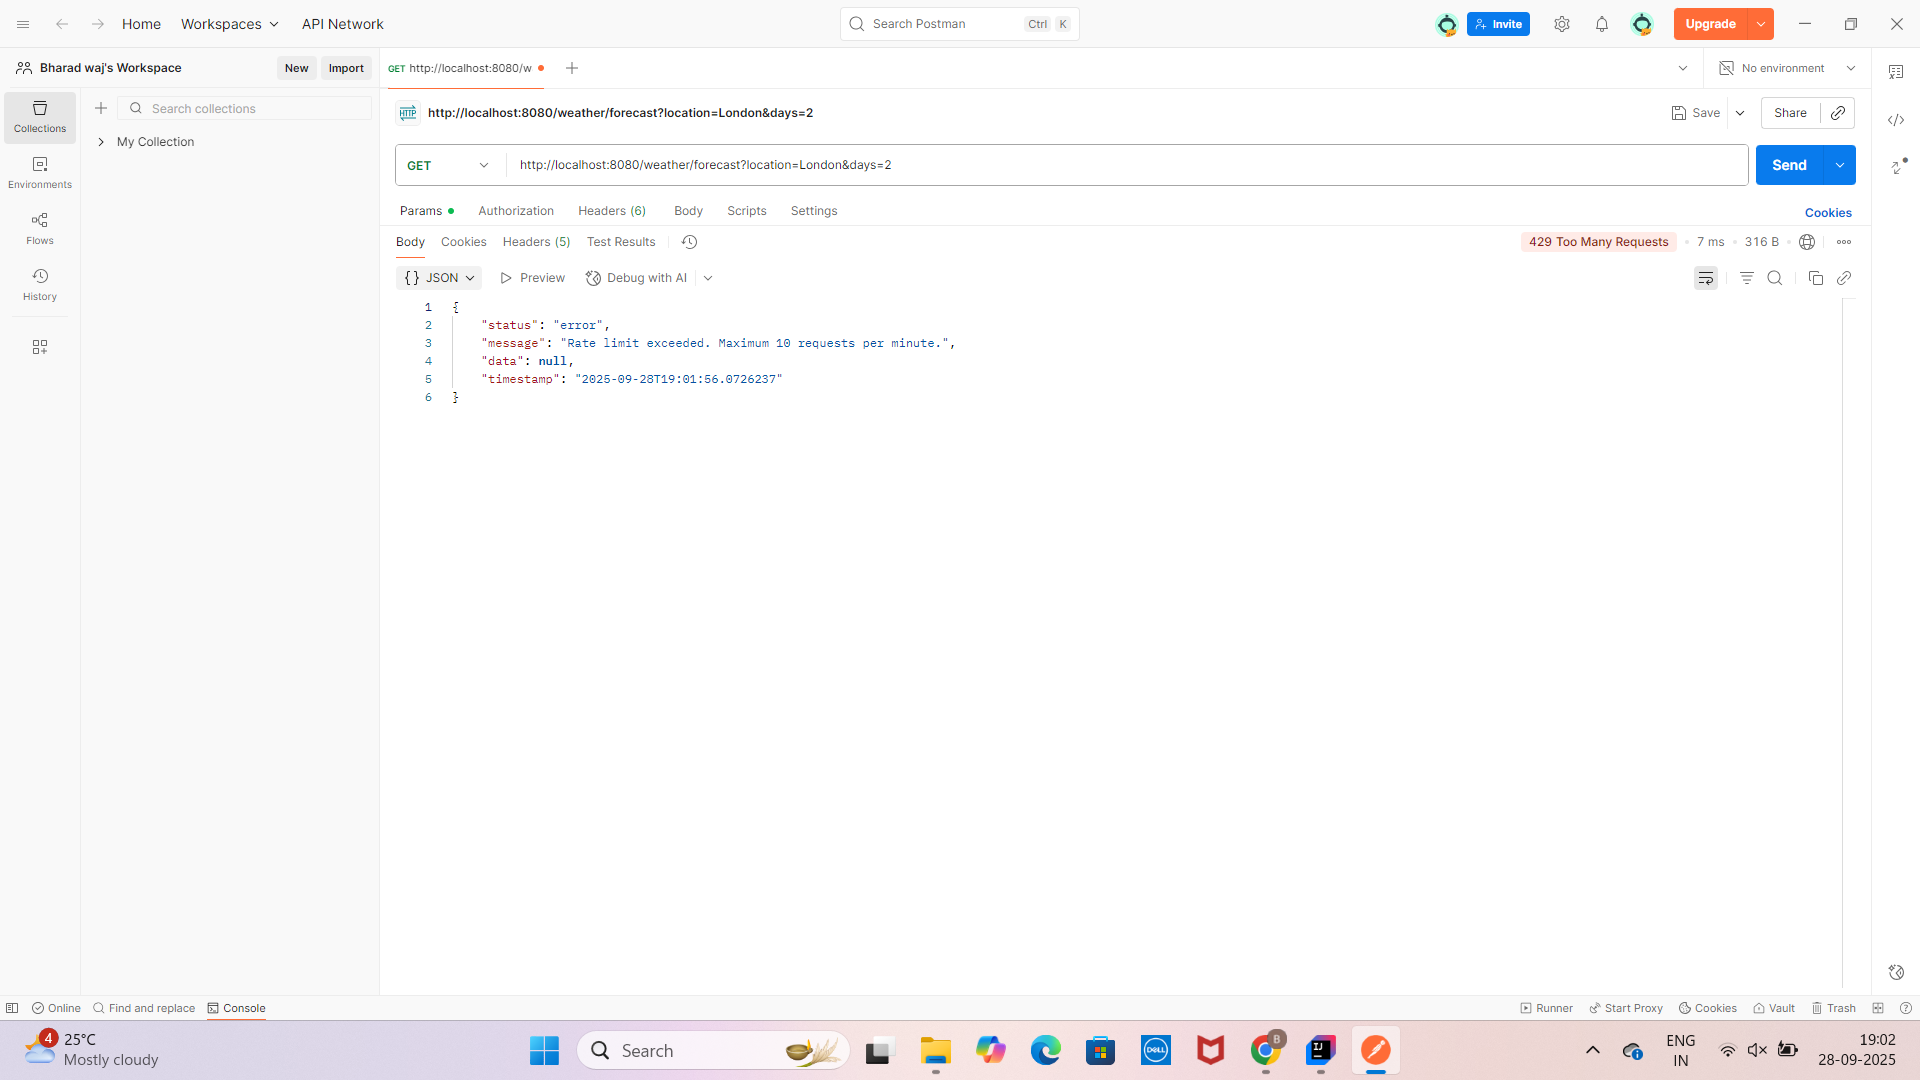 Home
Workspaces
API Network
Search Postman
Ctrl K
Invite
Upgrade
Bharad waj's Workspace
New
Import
GET http://localhost:8080/w
No environment
Collections
Search collections
My Collection
http://localhost:8080/weather/forecast?location=London&days=2
Save
Share
Environments
GET
http://localhost:8080/weather/forecast?location=London&days=2
Send
Flows
Params
Authorization
Headers (6)
Body
Scripts
Settings
Cookies
History
Body
Cookies
Headers (5)
Test Results
429 Too Many Requests
7 ms
316 B
{} JSON
Preview
Debug with AI
1 {
2 "status": "error",
3 "message": "Rate limit exceeded. Maximum 10 requests per minute.",
4 "data": null,
5 "timestamp": "2025-09-28T19:01:56.0726237"
6 }
Online
Find and replace
Console
Runner
Start Proxy
Cookies
Vault
Trash
4
25°C
Mostly cloudy
Search
DELL
B
IJ
ENG
IN
19:02
28-09-2025